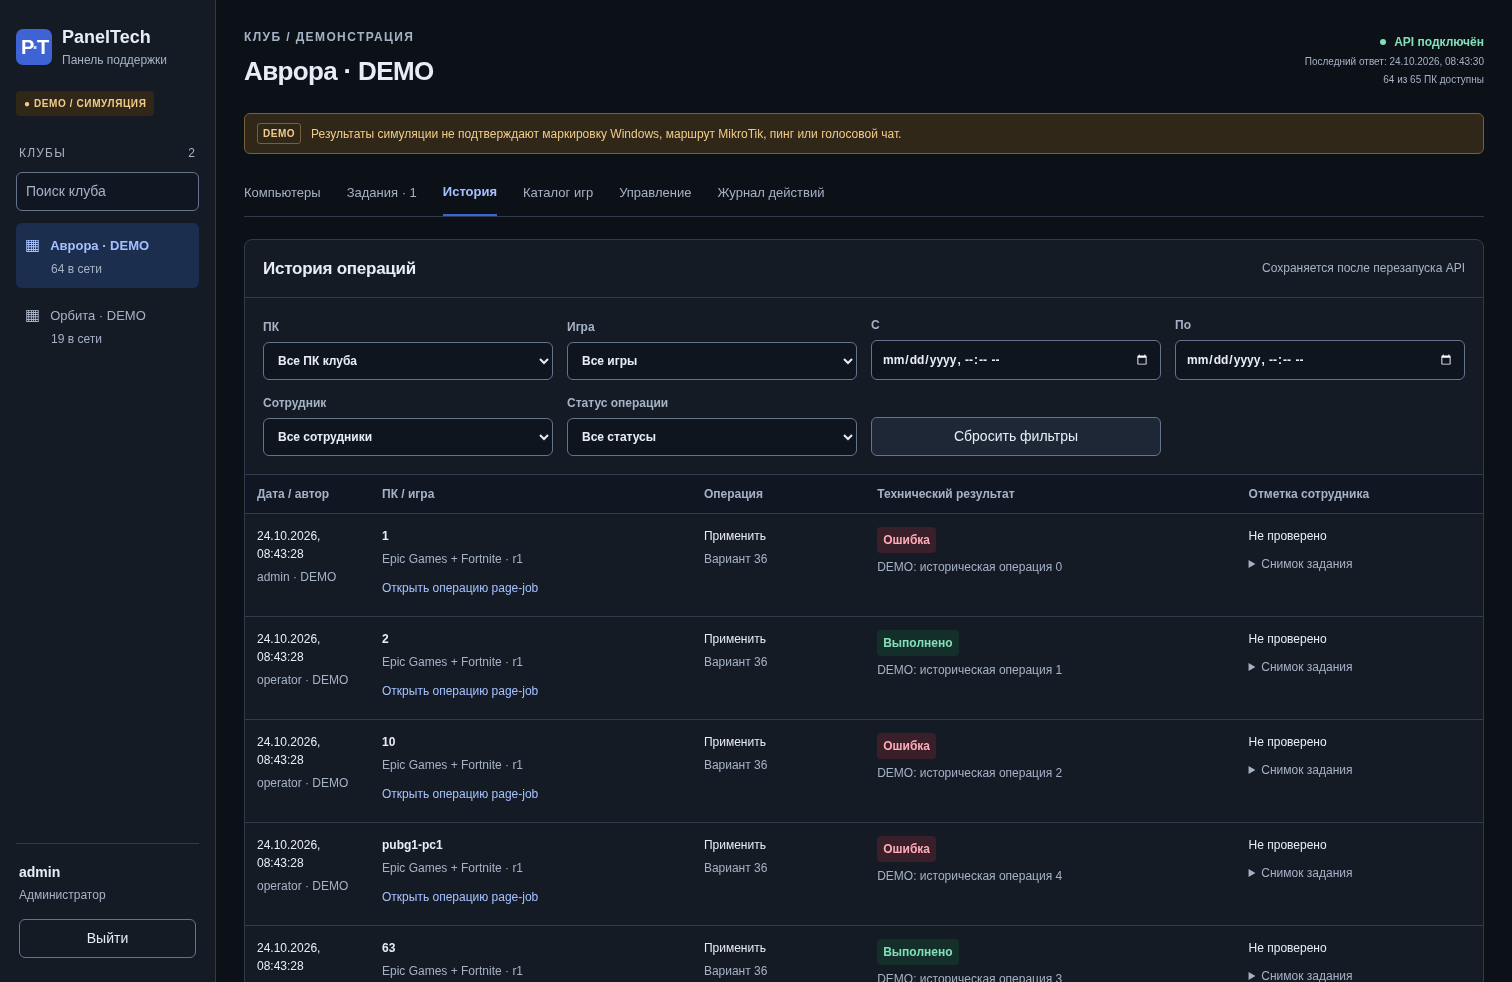 P·T
PanelTech
Панель поддержки
● DEMO / СИМУЛЯЦИЯ
КЛУБЫ 2
Поиск клуба
Аврора · DEMO
64 в сети
Орбита · DEMO
19 в сети
admin
Администратор
Выйти
КЛУБ / ДЕМОНСТРАЦИЯ
Аврора · DEMO
API подключён
Последний ответ: 24.10.2026, 08:43:30
64 из 65 ПК доступны
DEMO Результаты симуляции не подтверждают маркировку Windows, маршрут MikroTik, пинг или голосовой чат.
Компьютеры Задания · 1 История Каталог игр Управление Журнал действий
История операций
Сохраняется после перезапуска API
ПК Игра С По
Все ПК клуба Все игры mm/dd/yyyy, --:-- -- mm/dd/yyyy, --:-- --
Сотрудник Статус операции
Все сотрудники Все статусы Сбросить фильтры
Дата / автор ПК / игра Операция Технический результат Отметка сотрудника
24.10.2026, 08:43:28
admin · DEMO
1
Epic Games + Fortnite · r1
Открыть операцию page-job
Применить
Вариант 36
Ошибка
DEMO: историческая операция 0
Не проверено
▶ Снимок задания
24.10.2026, 08:43:28
operator · DEMO
2
Epic Games + Fortnite · r1
Открыть операцию page-job
Применить
Вариант 36
Выполнено
DEMO: историческая операция 1
Не проверено
▶ Снимок задания
24.10.2026, 08:43:28
operator · DEMO
10
Epic Games + Fortnite · r1
Открыть операцию page-job
Применить
Вариант 36
Ошибка
DEMO: историческая операция 2
Не проверено
▶ Снимок задания
24.10.2026, 08:43:28
operator · DEMO
pubg1-pc1
Epic Games + Fortnite · r1
Открыть операцию page-job
Применить
Вариант 36
Ошибка
DEMO: историческая операция 4
Не проверено
▶ Снимок задания
24.10.2026, 08:43:28
63
Epic Games + Fortnite · r1
Применить
Вариант 36
Выполнено
DEMO: историческая операция 3
Не проверено
▶ Снимок задания